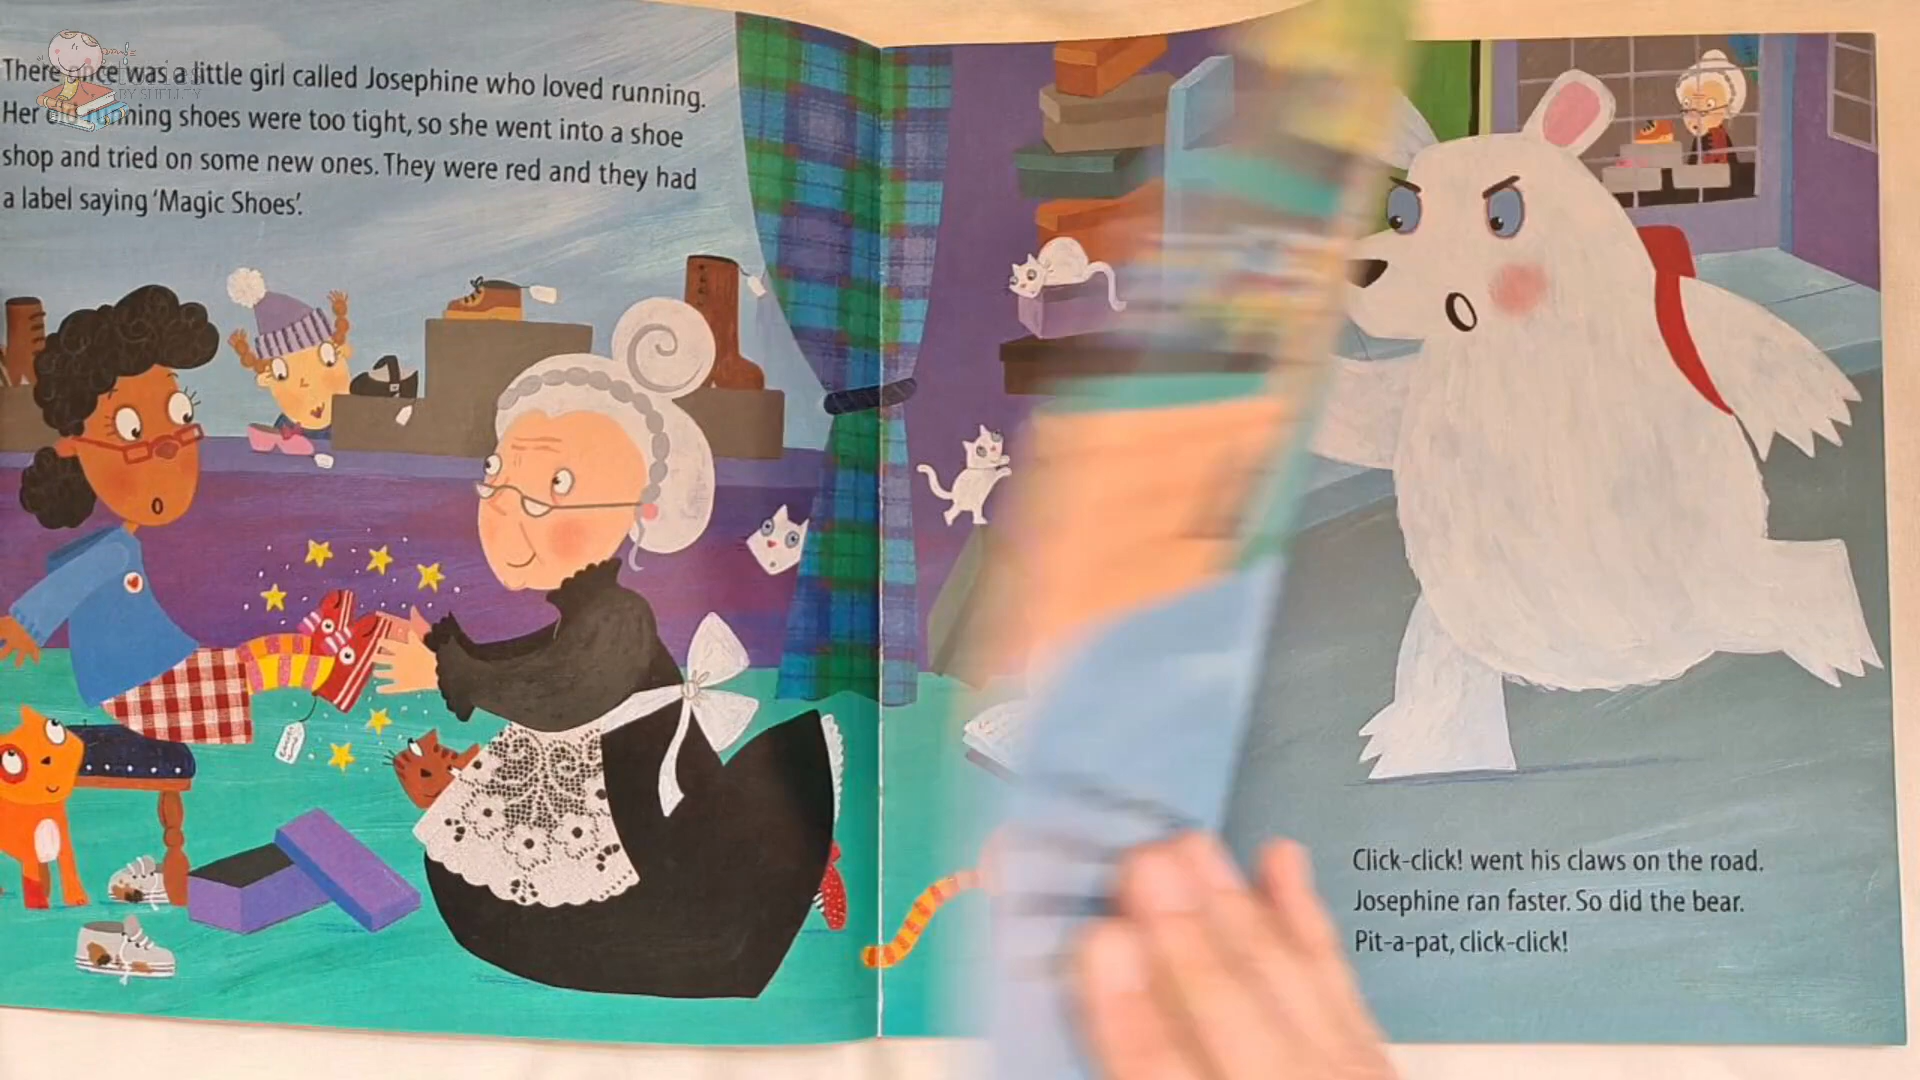 There once was a little girl called Josephine who loved running.
Her old running shoes were too tight, so she went into a shoe
shop and tried on some new ones. They were red and they had
a label saying ‘Magic Shoes’.
BY SHELLEY
Click-click! went his claws on the road.
Josephine ran faster. So did the bear.
Pit-a-pat, click-click!